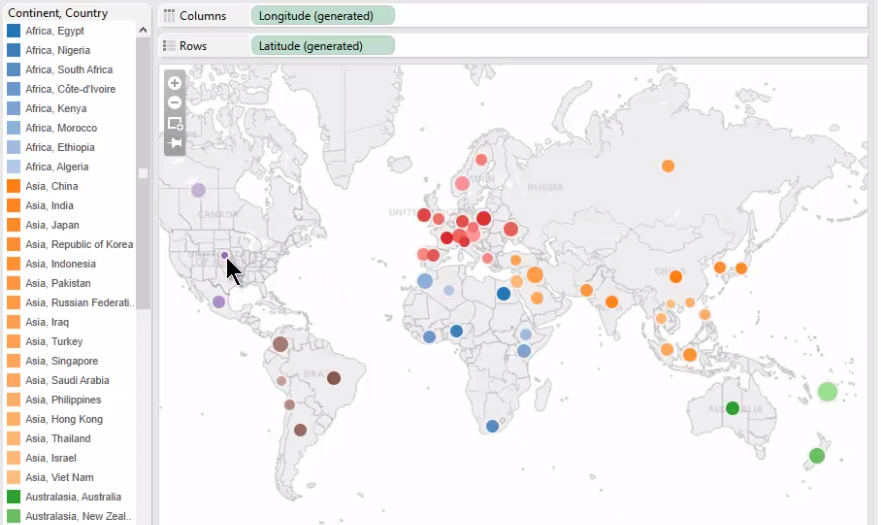 Continent, Country
Africa, Egypt
Africa, Nigeria
Africa, South Africa
Africa, Côte-d'Ivoire
Africa, Kenya
Africa, Morocco
Africa, Ethiopia
Africa, Algeria
Asia, China
Asia, India
Asia, Japan
Asia, Republic of Korea
Asia, Indonesia
Asia, Pakistan
Asia, Russian Federati..
Asia, Iraq
Asia, Turkey
Asia, Singapore
Asia, Saudi Arabia
Asia, Philippines
Asia, Hong Kong
Asia, Thailand
Asia, Israel
Asia, Viet Nam
Australasia, Australia
Australasia, New Zeal..
Columns
Longitude (generated)
Rows
Latitude (generated)
RUSSIA
CANADA